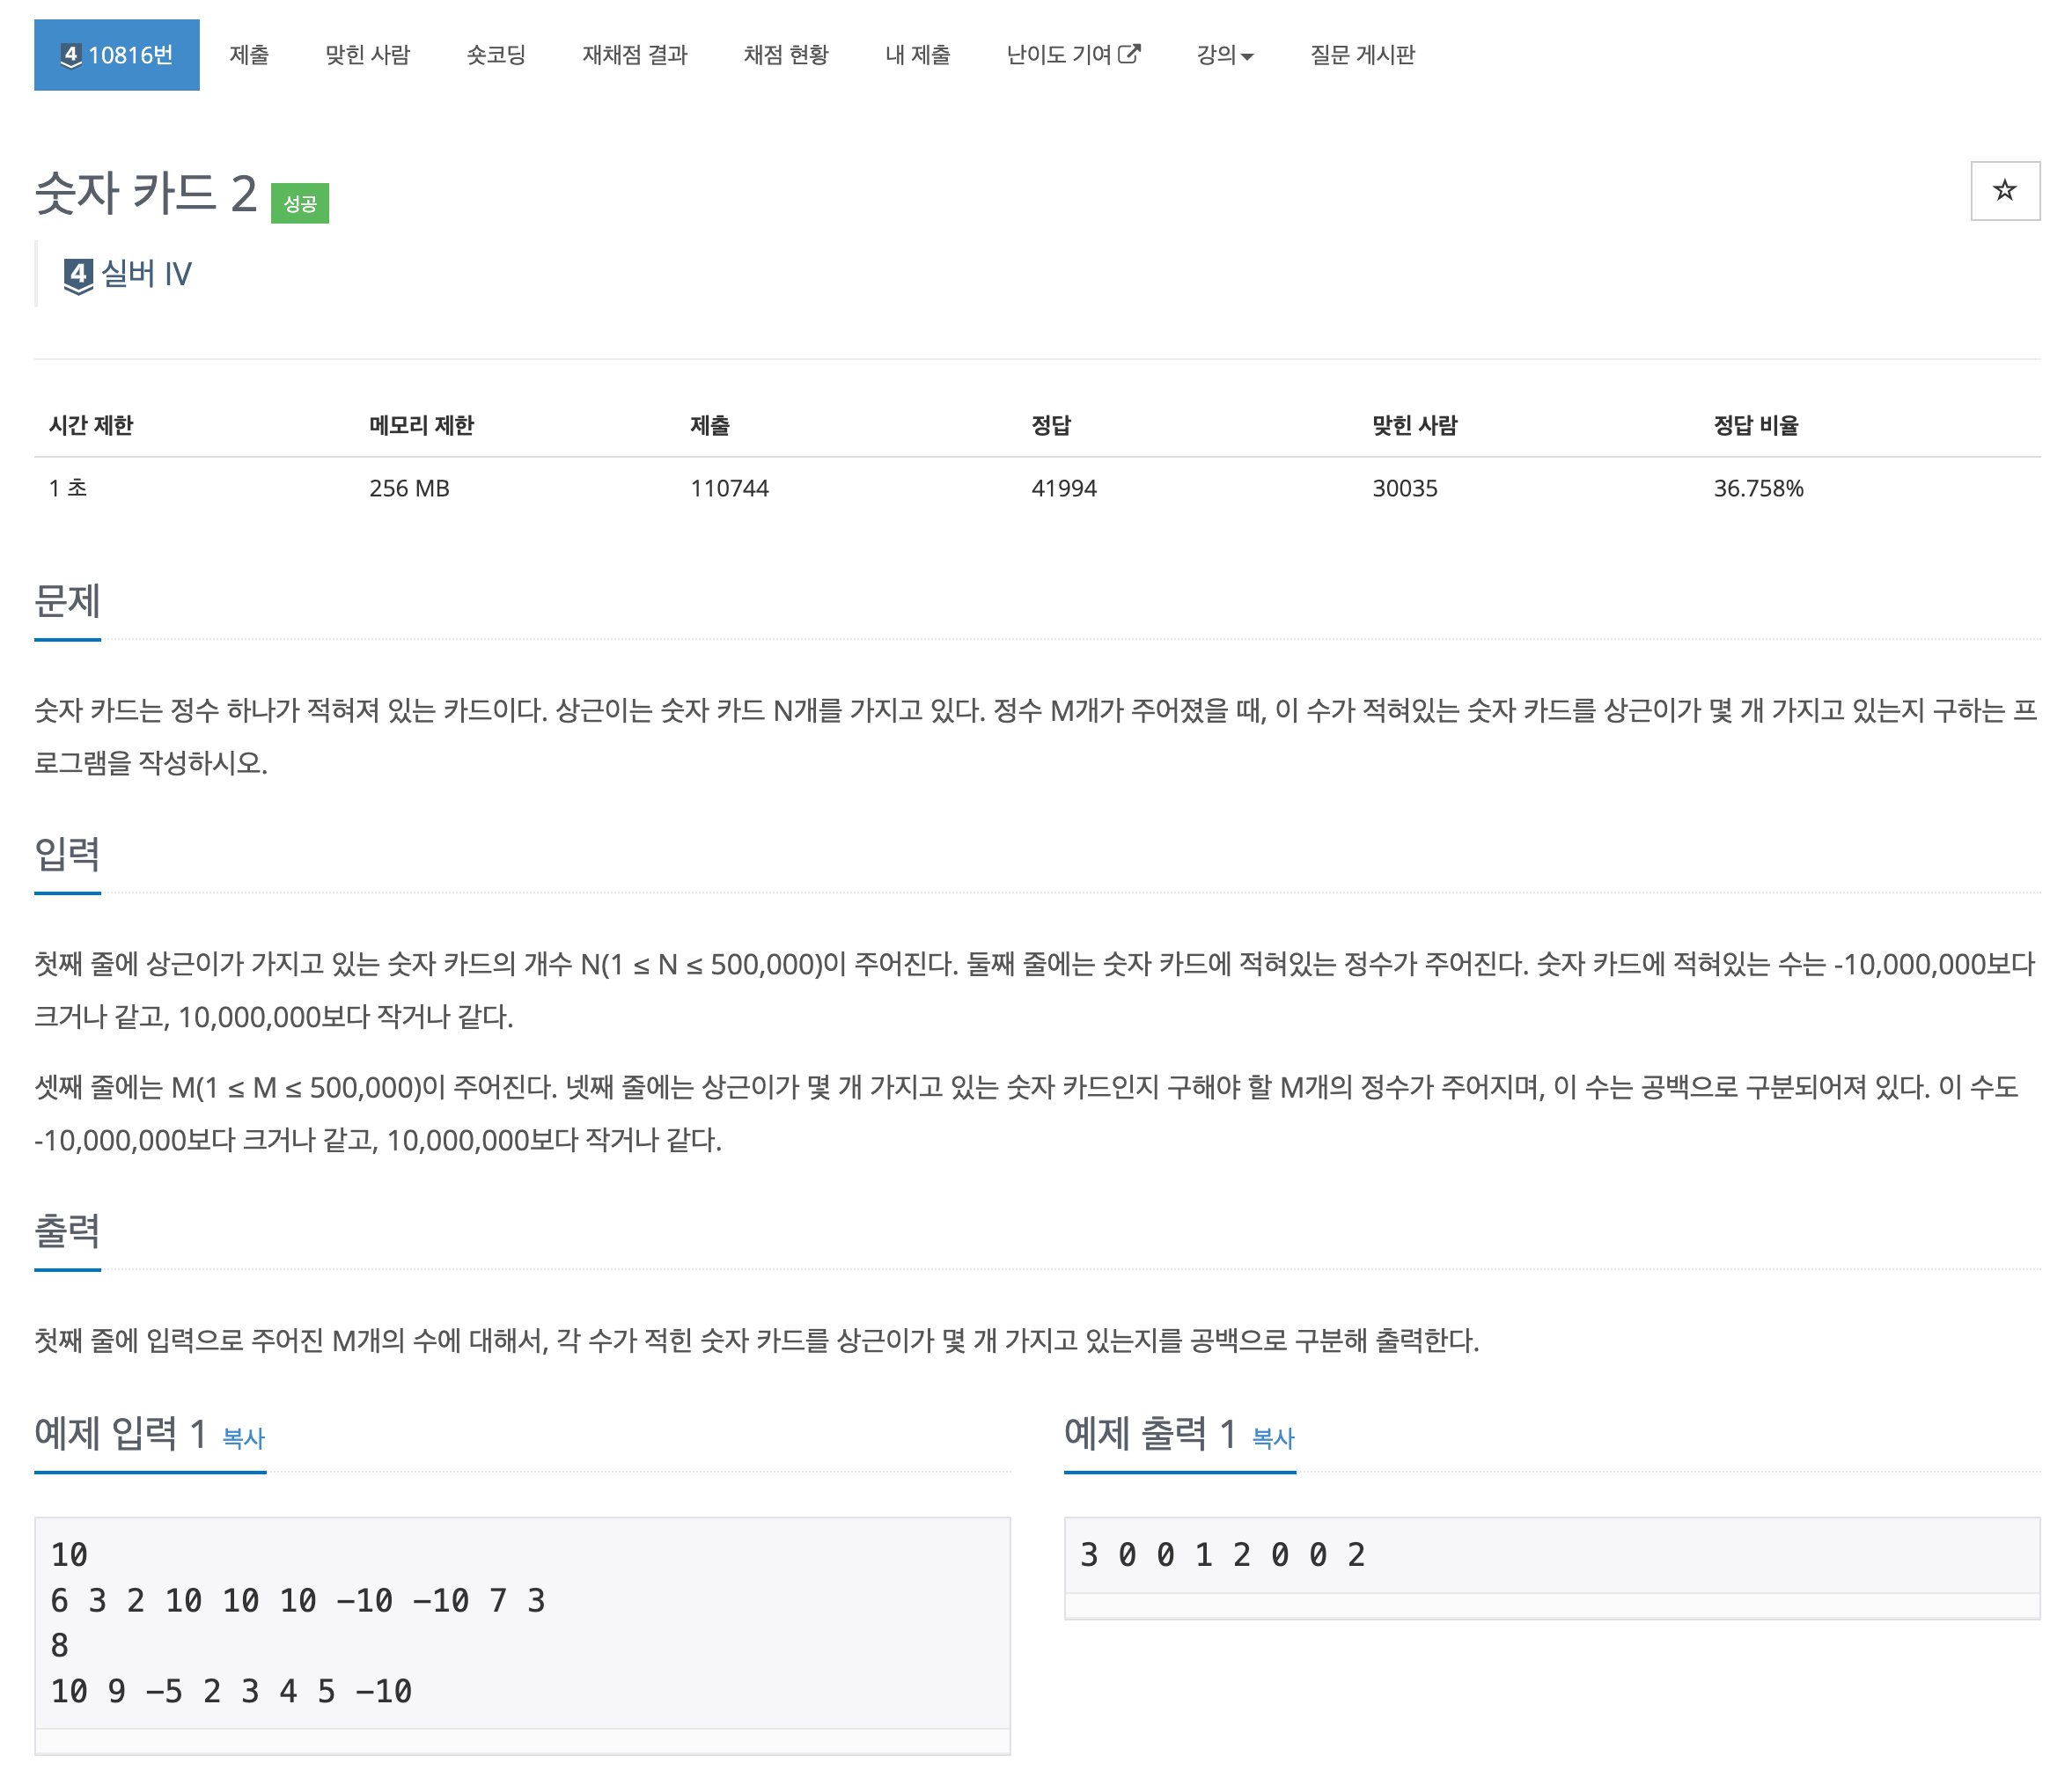 4 10816번 제출 맞힌 사람 숏코딩 재채점 결과 채점 현황 내 제출 난이도 기여 강의 질문 게시판
숫자 카드 2 성공
4 실버 IV
시간 제한 메모리 제한 제출 정답 맞힌 사람 정답 비율
1 초 256 MB 110744 41994 30035 36.758%
문제
숫자 카드는 정수 하나가 적혀져 있는 카드이다. 상근이는 숫자 카드 N개를 가지고 있다. 정수 M개가 주어졌을 때, 이 수가 적혀있는 숫자 카드를 상근이가 몇 개 가지고 있는지 구하는 프
로그램을 작성하시오.
입력
첫째 줄에 상근이가 가지고 있는 숫자 카드의 개수 N(1 ≤ N ≤ 500,000)이 주어진다. 둘째 줄에는 숫자 카드에 적혀있는 정수가 주어진다. 숫자 카드에 적혀있는 수는 -10,000,000보다
크거나 같고, 10,000,000보다 작거나 같다.
셋째 줄에는 M(1 ≤ M ≤ 500,000)이 주어진다. 넷째 줄에는 상근이가 몇 개 가지고 있는 숫자 카드인지 구해야 할 M개의 정수가 주어지며, 이 수는 공백으로 구분되어져 있다. 이 수도
-10,000,000보다 크거나 같고, 10,000,000보다 작거나 같다.
출력
첫째 줄에 입력으로 주어진 M개의 수에 대해서, 각 수가 적힌 숫자 카드를 상근이가 몇 개 가지고 있는지를 공백으로 구분해 출력한다.
예제 입력 1 복사
10
6 3 2 10 10 10 -10 -10 7 3
8
10 9 -5 2 3 4 5 -10
예제 출력 1 복사
3 0 0 1 2 0 0 2